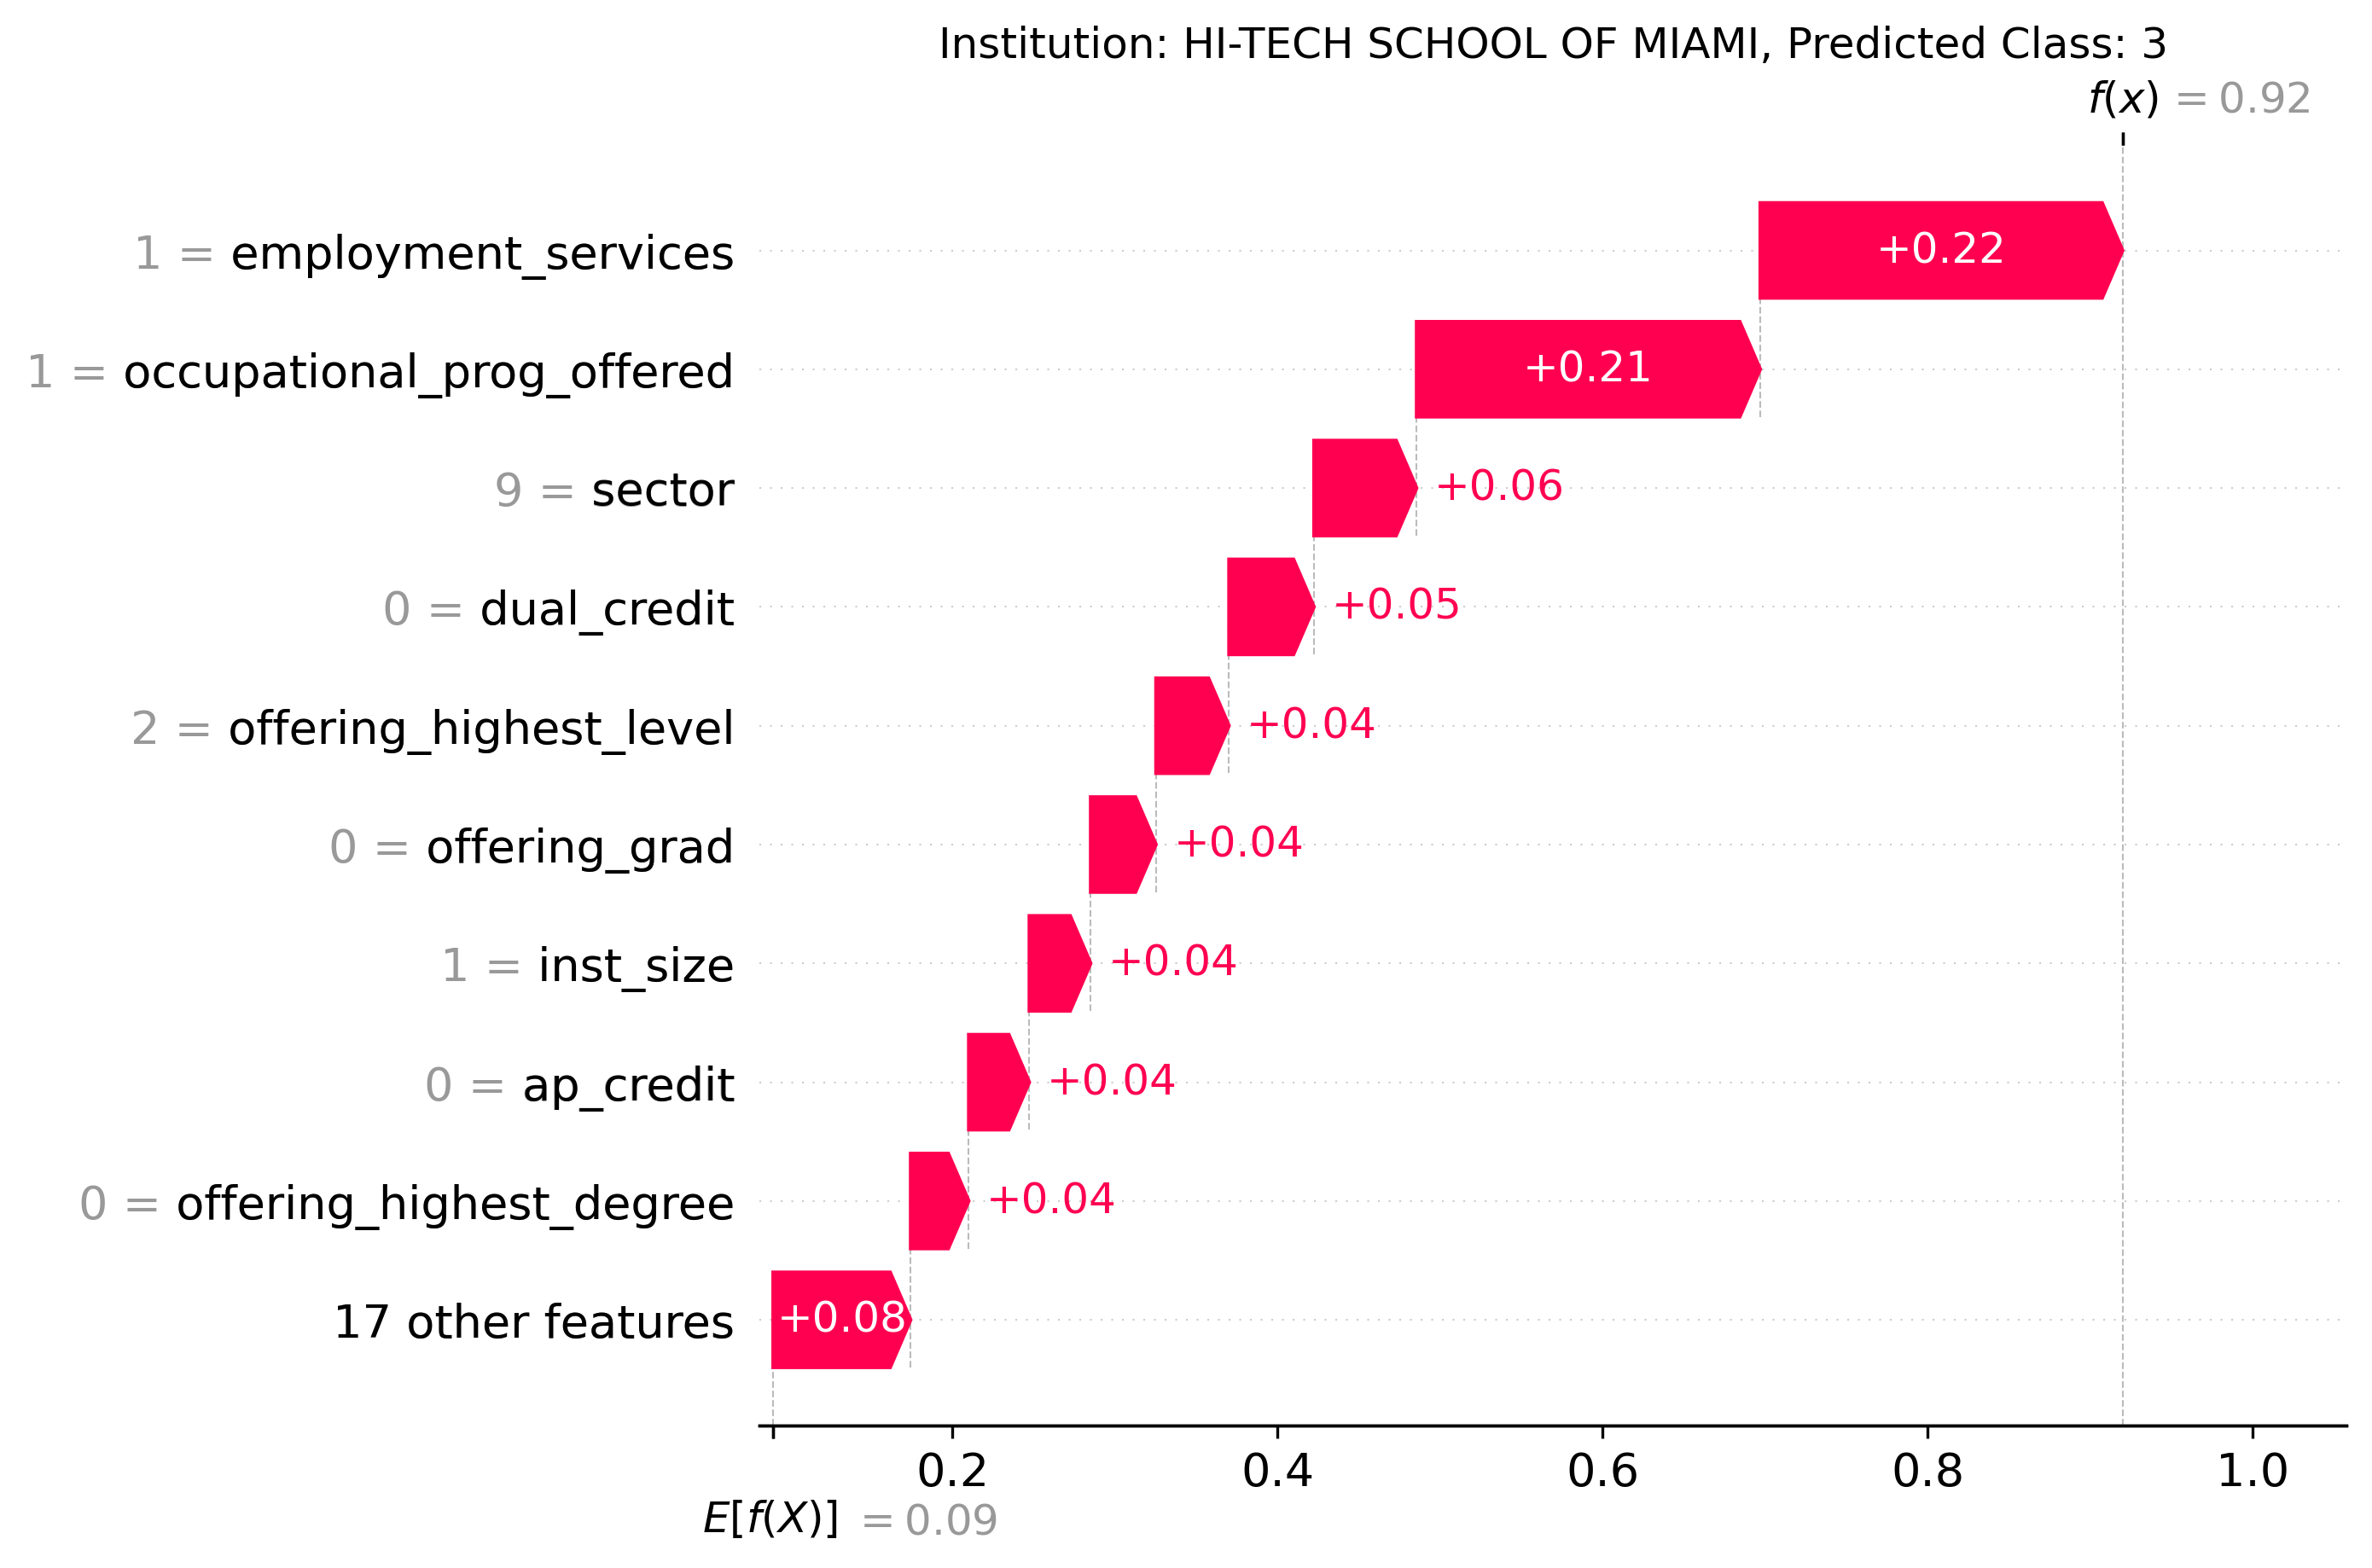 Institution: HI-TECH SCHOOL OF MIAMI, Predicted Class: 3
f(x) = 0.92
1 = employment_services +0.22
1 = occupational_prog_offered +0.21
9 = sector +0.06
0 = dual_credit +0.05
2 = offering_highest_level +0.04
0 = offering_grad +0.04
1 = inst_size +0.04
0 = ap_credit +0.04
0 = offering_highest_degree +0.04
17 other features +0.08
0.2 0.4 0.6 0.8 1.0
E[f(X)] = 0.09